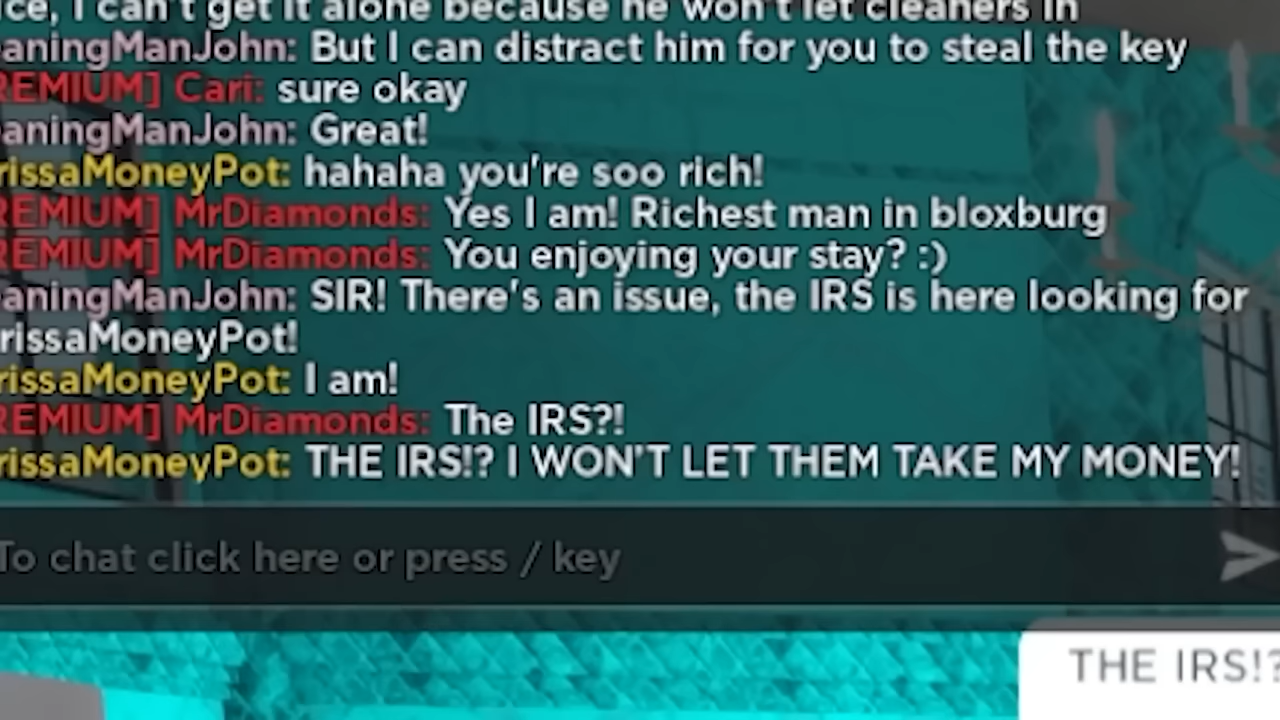 ice, I can't get it alone because he won't let cleaners in
eaningManJohn: But I can distract him for you to steal the key
REMIUM] Cari: sure okay
eaningManJohn: Great!
rissaMoneyPot: hahaha you're soo rich!
REMIUM] MrDiamonds: Yes I am! Richest man in bloxburg
REMIUM] MrDiamonds: You enjoying your stay? :)
eaningManJohn: SIR! There's an issue, the IRS is here looking for
rissaMoneyPot!
rissaMoneyPot: I am!
REMIUM] MrDiamonds: The IRS?!
rissaMoneyPot: THE IRS!? I WON'T LET THEM TAKE MY MONEY!
To chat click here or press / key
THE IRS!?